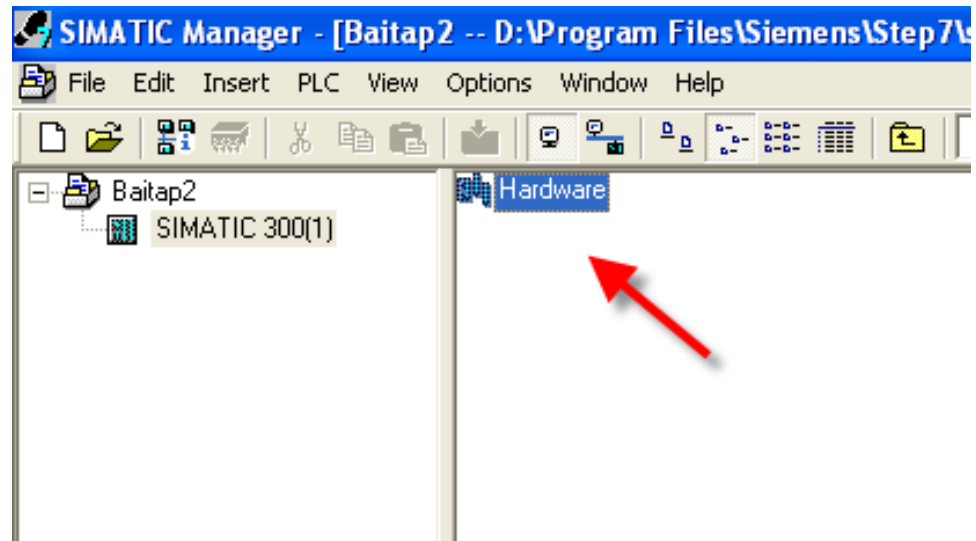 SIMATIC Manager - [Baitap2 -- D:\Program Files\Siemens\Step7\s
File Edit Insert PLC View Options Window Help
Baitap2
Hardware
SIMATIC 300(1)